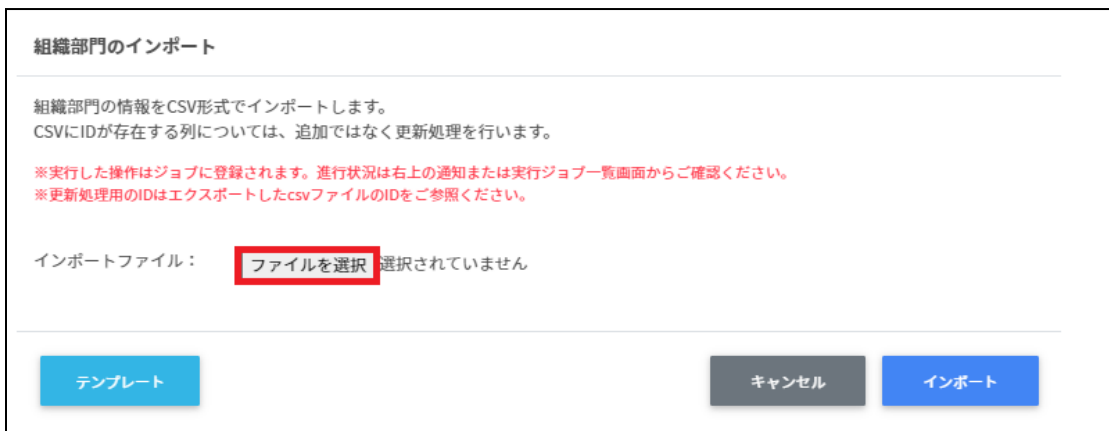 組織部門のインポート
組織部門の情報をCSV形式でインポートします。
CSVにIDが存在する列については、追加ではなく更新処理を行います。
※実行した操作はジョブに登録されます。進行状況は右上の通知または実行ジョブ一覧画面からご確認ください。
※更新処理用のIDはエクスポートしたcsvファイルのIDをご参照ください。
インポートファイル： ファイルを選択 選択されていません
テンプレート キャンセル インポート